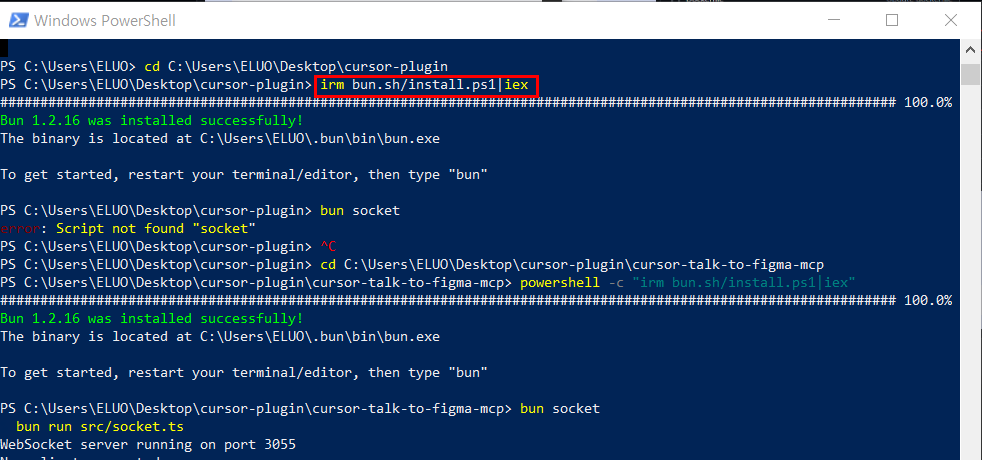 Windows PowerShell
PS C:\Users\ELUO> cd C:\Users\ELUO\Desktop\cursor-plugin
PS C:\Users\ELUO\Desktop\cursor-plugin> irm bun.sh/install.ps1|iex
################################################################################################################ 100.0%
Bun 1.2.16 was installed successfully!
The binary is located at C:\Users\ELUO\.bun\bin\bun.exe
To get started, restart your terminal/editor, then type "bun"
PS C:\Users\ELUO\Desktop\cursor-plugin> bun socket
error: Script not found "socket"
PS C:\Users\ELUO\Desktop\cursor-plugin> ^C
PS C:\Users\ELUO\Desktop\cursor-plugin> cd C:\Users\ELUO\Desktop\cursor-plugin\cursor-talk-to-figma-mcp
PS C:\Users\ELUO\Desktop\cursor-plugin\cursor-talk-to-figma-mcp> powershell -c "irm bun.sh/install.ps1|iex"
################################################################################################################ 100.0%
Bun 1.2.16 was installed successfully!
The binary is located at C:\Users\ELUO\.bun\bin\bun.exe
To get started, restart your terminal/editor, then type "bun"
PS C:\Users\ELUO\Desktop\cursor-plugin\cursor-talk-to-figma-mcp> bun socket
bun run src/socket.ts
WebSocket server running on port 3055